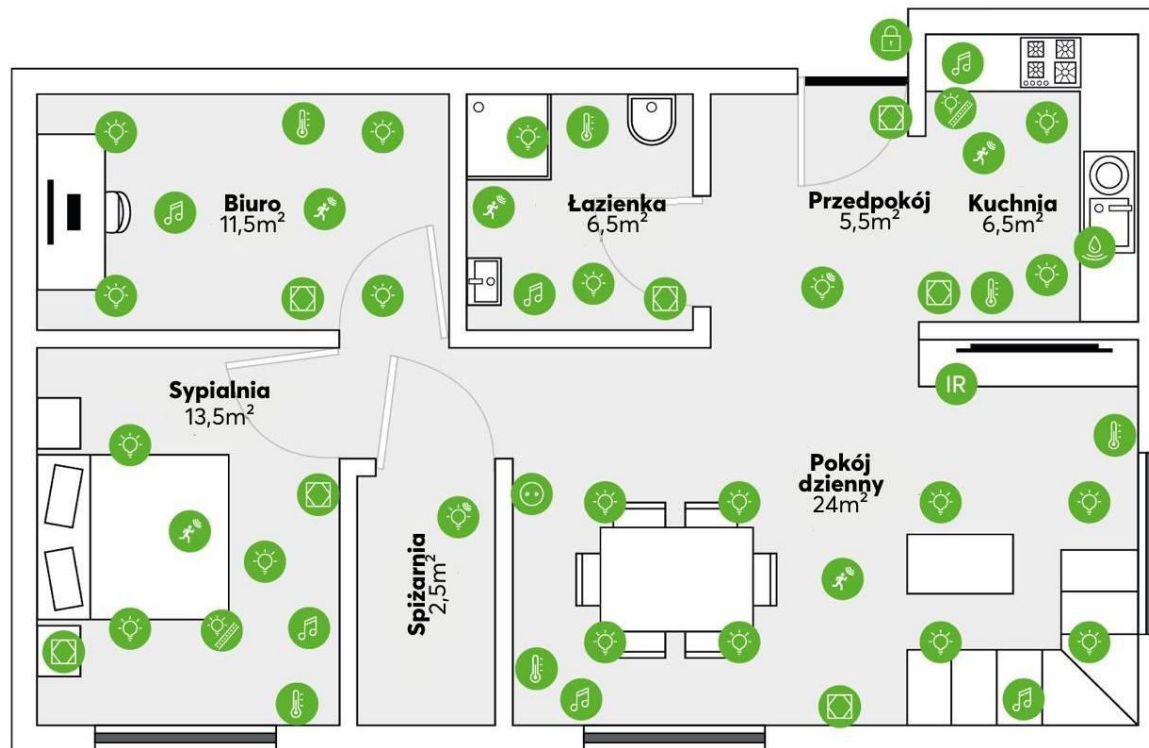 Biuro
11,5m²
Łazienka
6,5m²
Przedpokój
5,5m²
Kuchnia
6,5m²
Sypialnia
13,5m²
IR
Pokój
dzienny
24m²
Spiżarnia
2,5m²